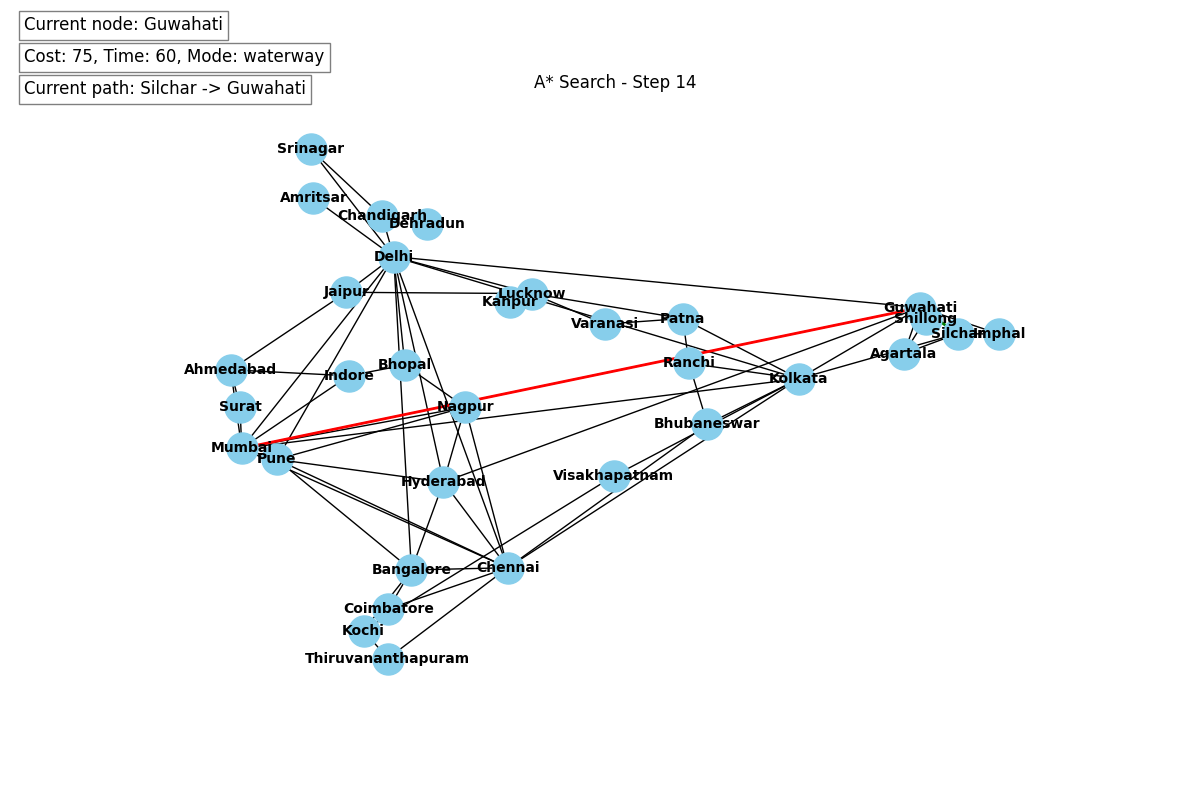 Current node: Guwahati
Cost: 75, Time: 60, Mode: waterway
Current path: Silchar -> Guwahati
A* Search - Step 14
Srinagar
Amritsar
Chandigarh
Dehradun
Delhi
Jaipur
Lucknow
Kanpur
Guwahati
Shillong
Varanasi
Patna
Silchar
Imphal
Agartala
Ranchi
Bhopal
Ahmedabad
Indore
Kolkata
Surat
Nagpur
Bhubaneswar
Mumbai
Pune
Visakhapatnam
Hyderabad
Bangalore
Chennai
Coimbatore
Kochi
Thiruvananthapuram